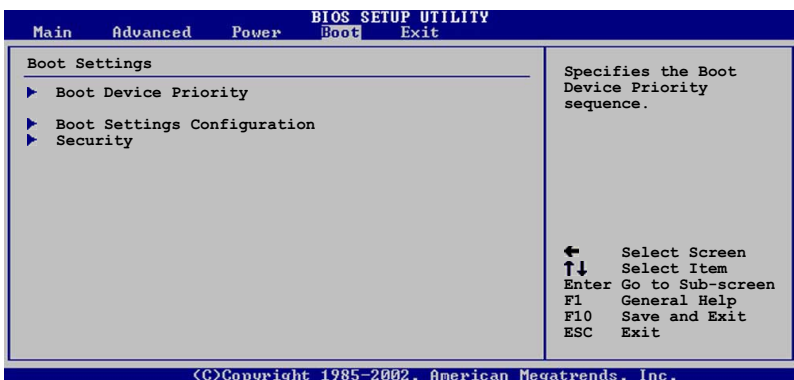 BIOS SETUP UTILITY
Main Advanced Power Boot Exit
Boot Settings
Boot Device Priority
Boot Settings Configuration
Security
Specifies the Boot
Device Priority
sequence.
← Select Screen
↑↓ Select Item
Enter Go to Sub-screen
F1 General Help
F10 Save and Exit
ESC Exit
(C)Copyright 1985-2002, American Megatrends, Inc.